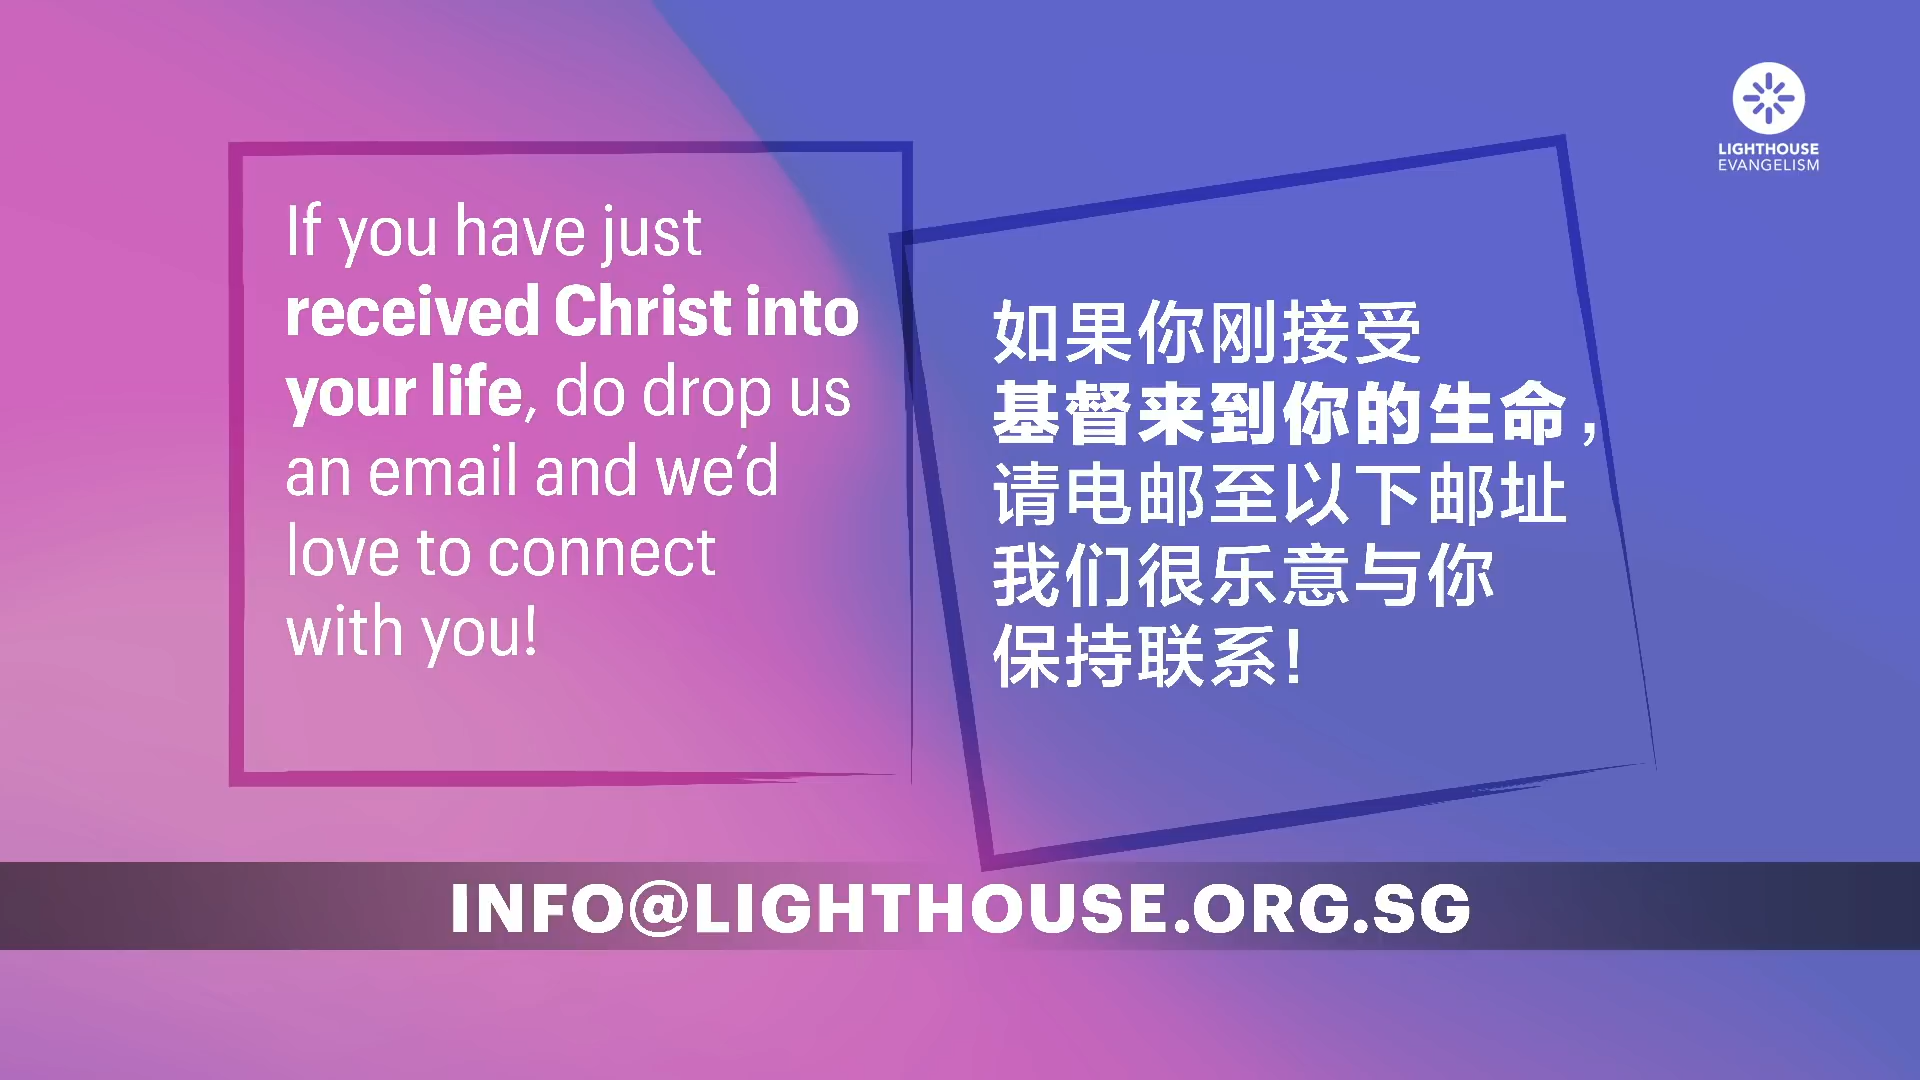 LIGHTHOUSE
EVANGELISM
If you have just
received Christ into
your life, do drop us
an email and we’d
love to connect
with you!
如果你刚接受
基督来到你的生命，
请电邮至以下邮址
我们很乐意与你
保持联系！
INFO@LIGHTHOUSE.ORG.SG